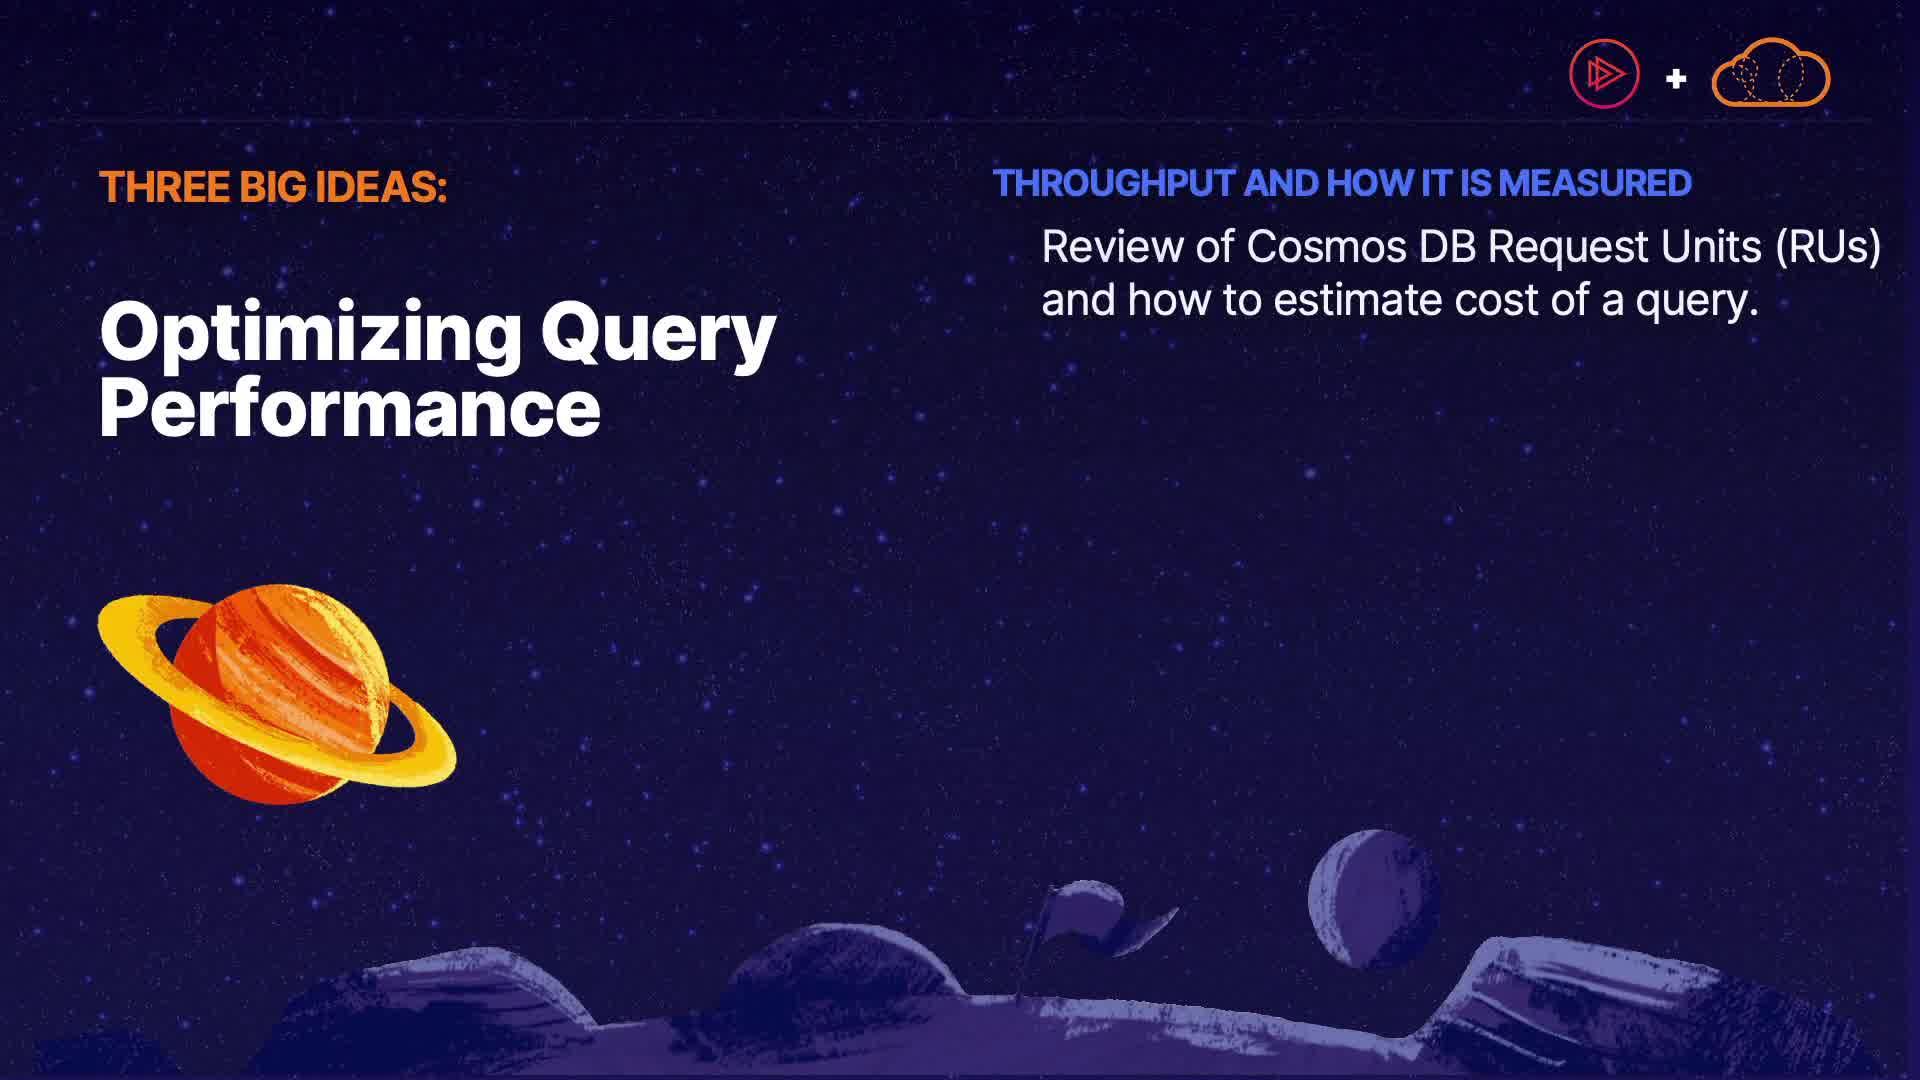 THREE BIG IDEAS:
Optimizing Query
Performance
THROUGHPUT AND HOW IT IS MEASURED
Review of Cosmos DB Request Units (RUs)
and how to estimate cost of a query.